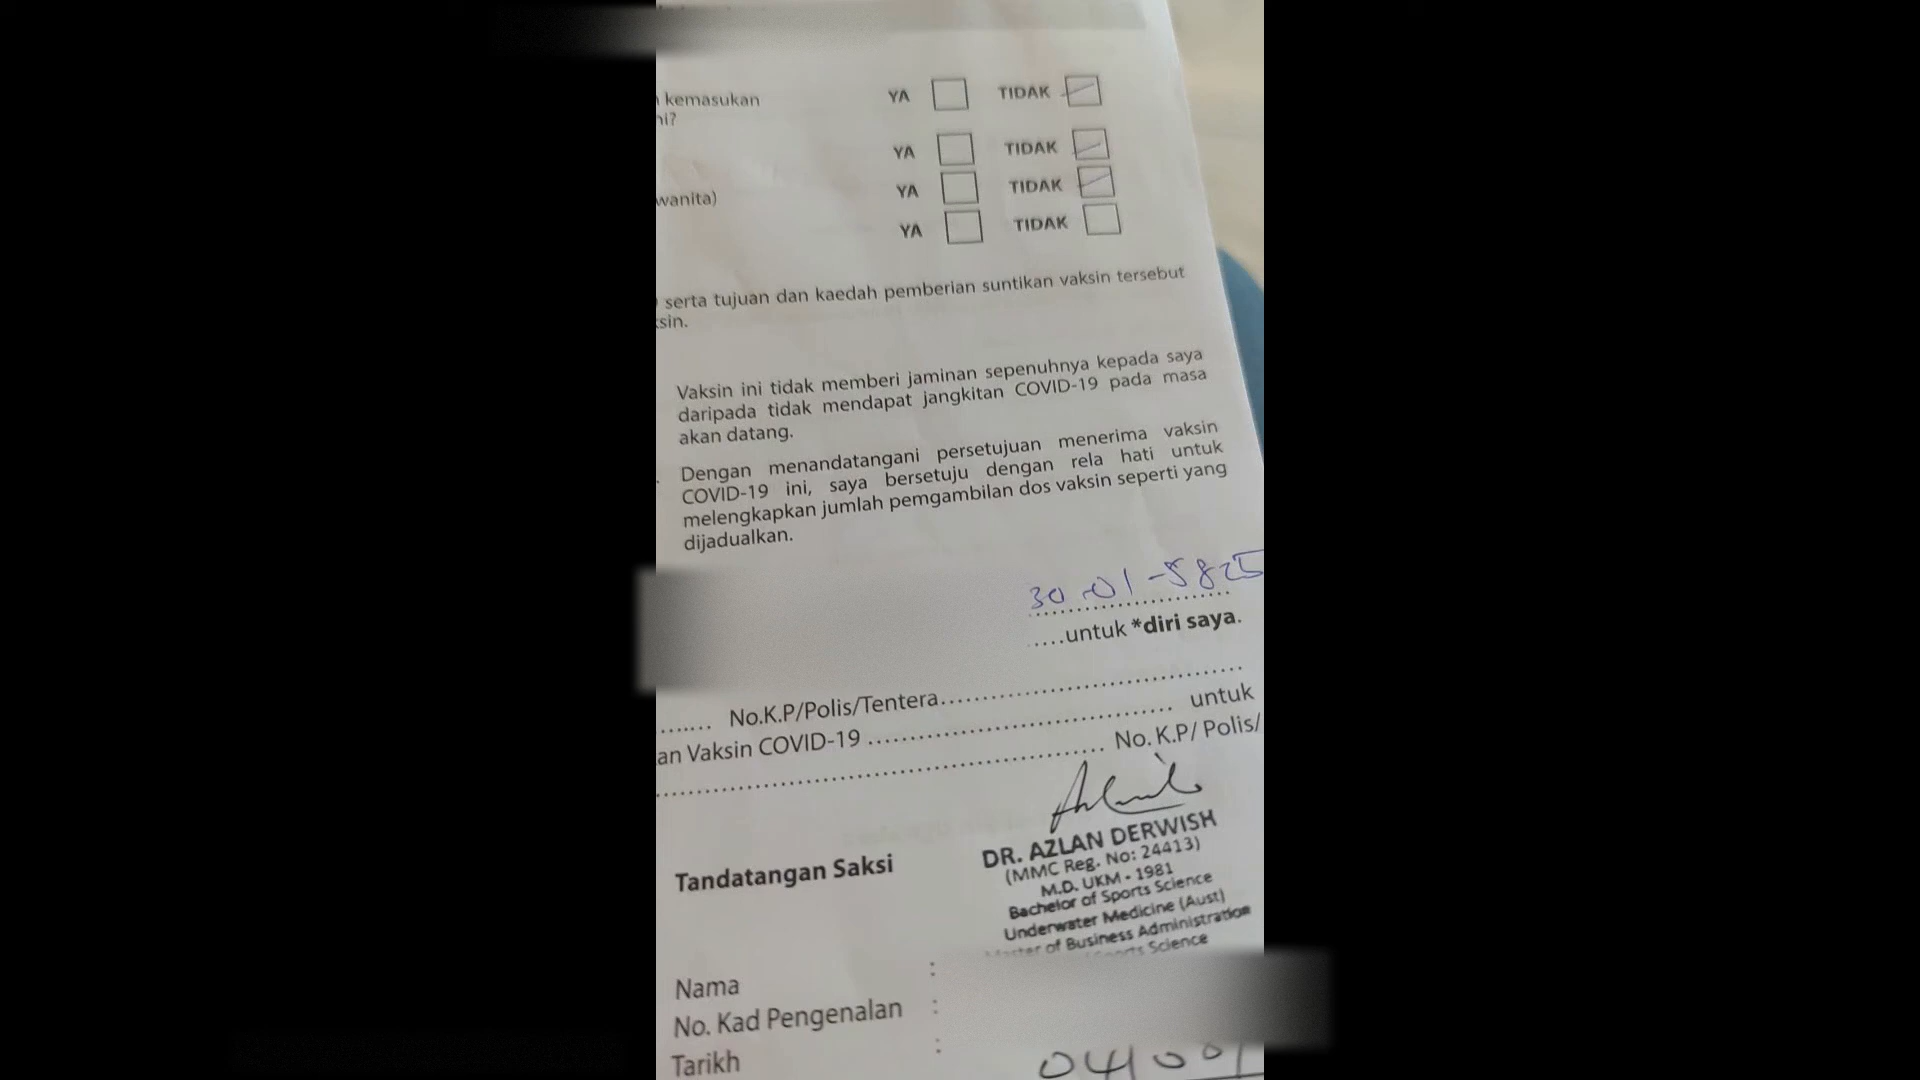 kemasukan YA TIDAK
ni?
YA TIDAK
wanita) YA TIDAK
YA TIDAK
serta tujuan dan kaedah pemberian suntikan vaksin tersebut
sin.
Vaksin ini tidak memberi jaminan sepenuhnya kepada saya
daripada tidak mendapat jangkitan COVID-19 pada masa
akan datang.
Dengan menandatangani persetujuan menerima vaksin
COVID-19 ini, saya bersetuju dengan rela hati untuk
melengkapkan jumlah pemgambilan dos vaksin seperti yang
dijadualkan.
30-01-5825
.....untuk *diri saya.
....... No.K.P/Polis/Tentera.......................................
an Vaksin COVID-19 ....................................... untuk
............................................................ No. K.P/ Polis/
DR. AZLAN DERWISH
(MMC Reg. No: 24413)
M.D. UKM - 1981
Tandatangan Saksi
Bachelor of Sports Science
Underwater Medicine (Aust)
Master of Business Administration
Sports Science
Nama :
No. Kad Pengenalan :
Tarikh :